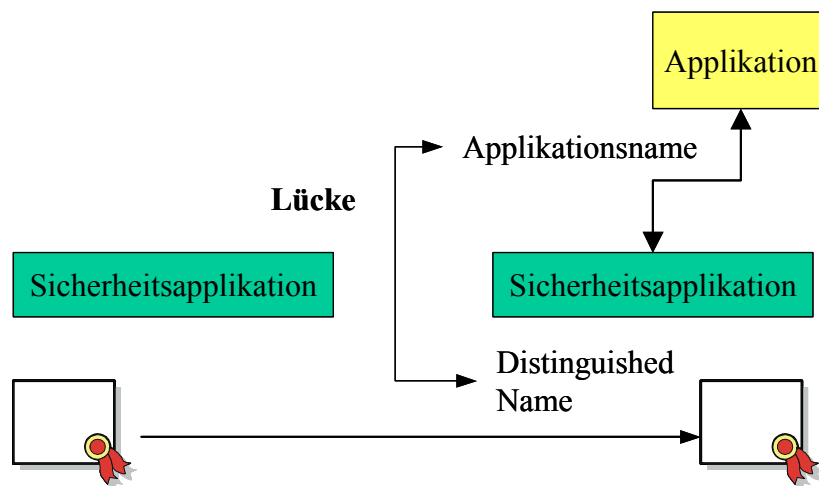 Applikation
Applikationsname
Lücke
Sicherheitsapplikation
Sicherheitsapplikation
Distinguished
Name